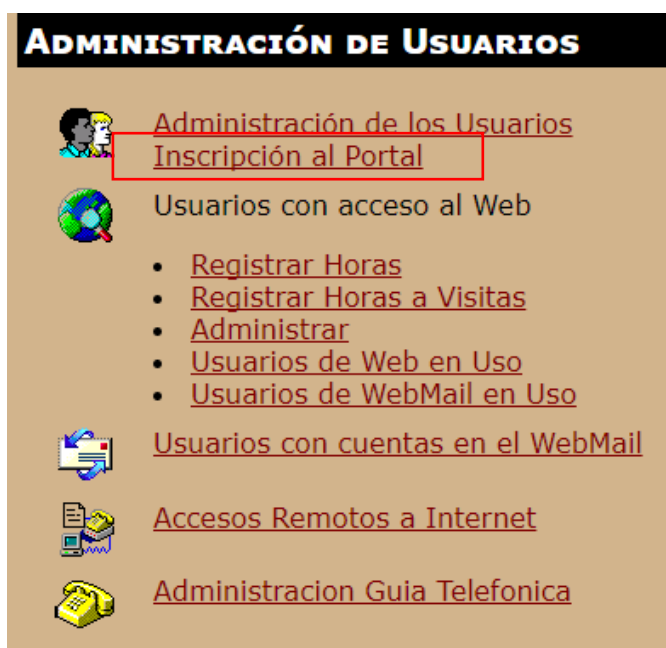 Administración de Usuarios
Administración de los Usuarios
Inscripción al Portal
Usuarios con acceso al Web
Registrar Horas
Registrar Horas a Visitas
Administrar
Usuarios de Web en Uso
Usuarios de WebMail en Uso
Usuarios con cuentas en el WebMail
Accesos Remotos a Internet
Administracion Guia Telefonica